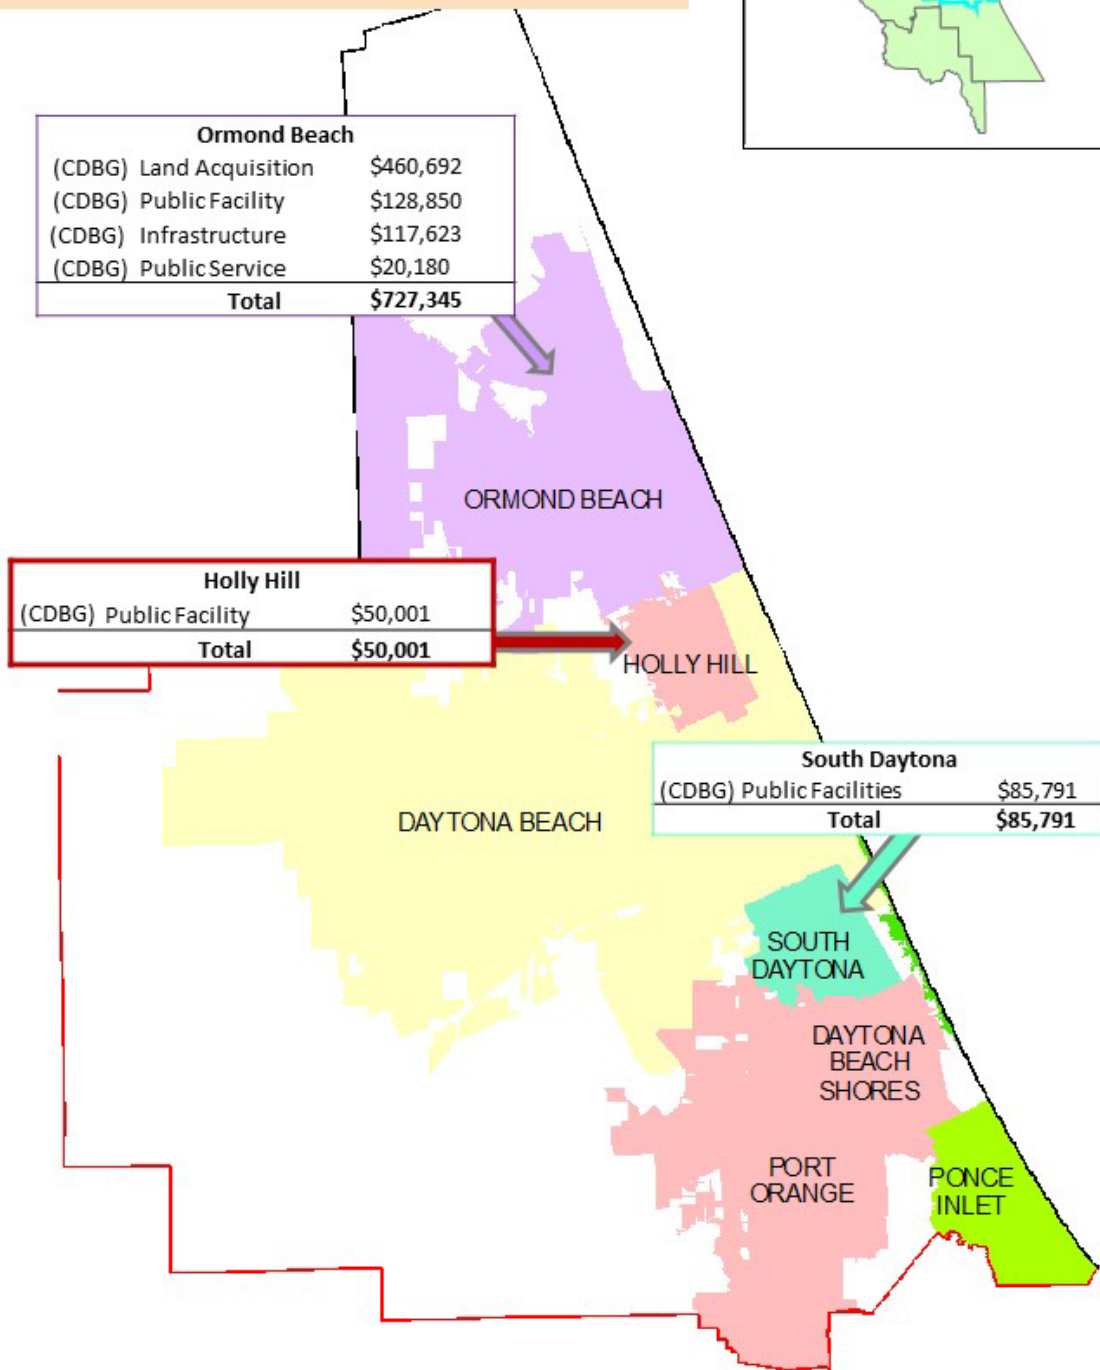 Ormond Beach
(CDBG) Land Acquisition $460,692
(CDBG) Public Facility $128,850
(CDBG) Infrastructure $117,623
(CDBG) Public Service $20,180
Total $727,345
ORMOND BEACH
Holly Hill
(CDBG) Public Facility $50,001
Total $50,001
HOLLY HILL
South Daytona
(CDBG) Public Facilities $85,791
Total $85,791
DAYTONA BEACH
SOUTH
DAYTONA
DAYTONA
BEACH
SHORES
PORT
ORANGE
PONCE
INLET